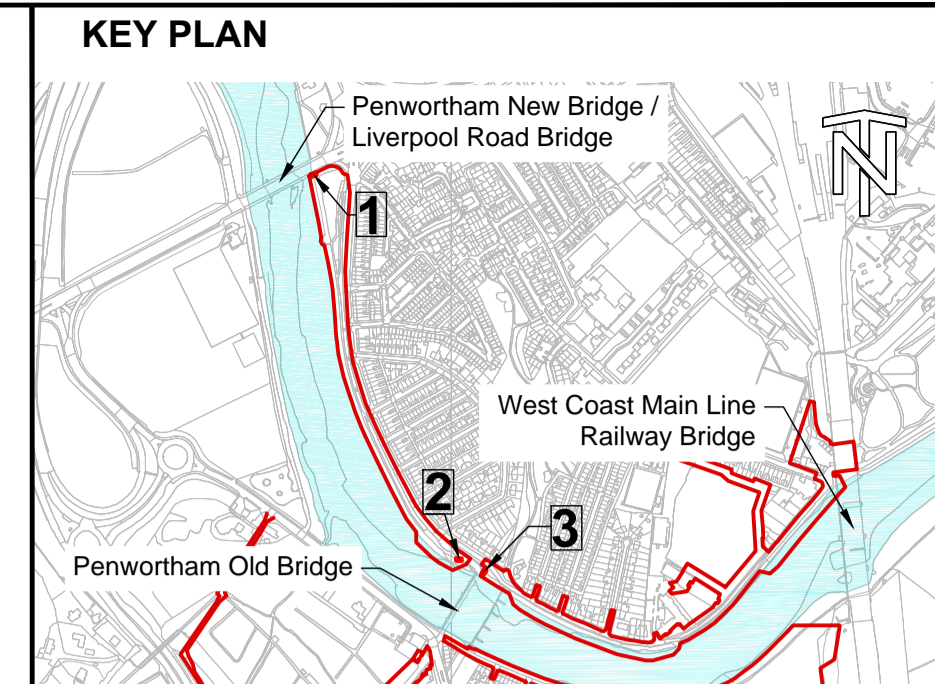 KEY PLAN
Penwortham New Bridge /
Liverpool Road Bridge
N
1
West Coast Main Line
Railway Bridge
2
3
Penwortham Old Bridge